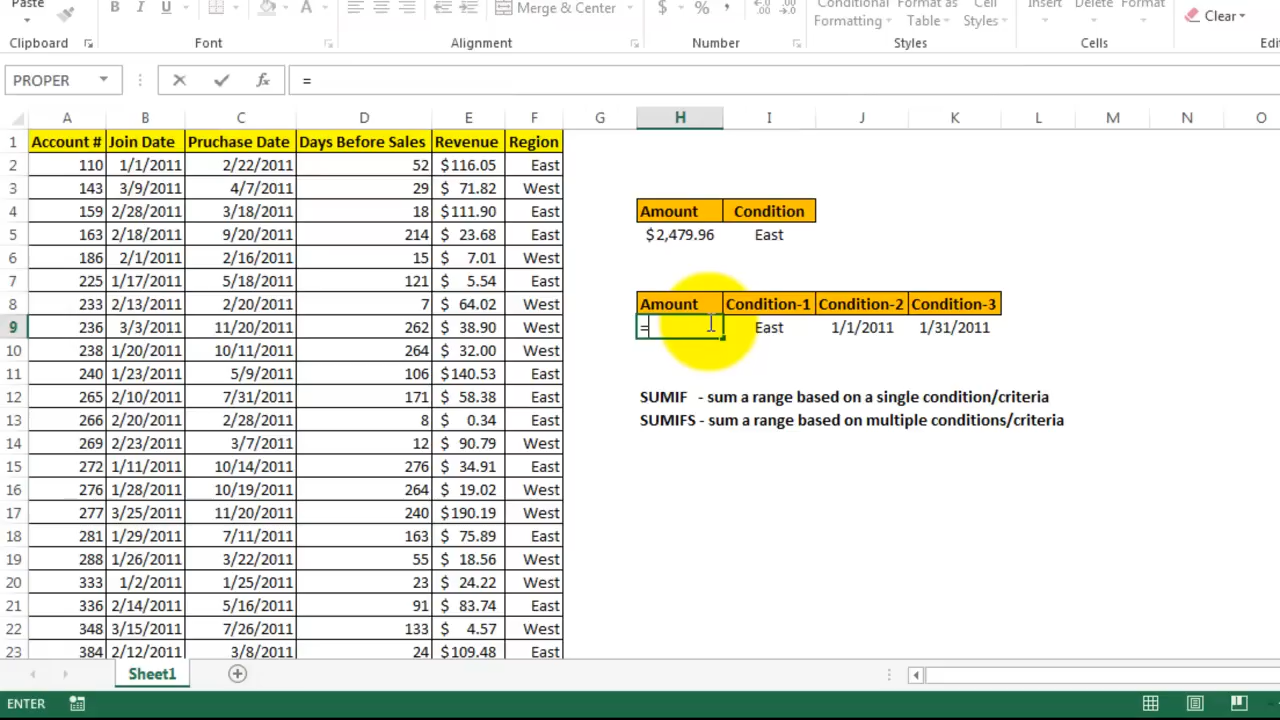 Paste
B I U A
Merge & Center
$ % ,
Conditional Format as Cell
Formatting Table Styles
Insert Delete Format
Clear
Clipboard Font Alignment Number Styles Cells
PROPER fx =
A B C D E F G H I J K L M N O
1 Account # Join Date Pruchase Date Days Before Sales Revenue Region
2 110 1/1/2011 2/22/2011 52 $116.05 East
3 143 3/9/2011 4/7/2011 29 $ 71.82 West
4 159 2/28/2011 3/18/2011 18 $111.90 East Amount Condition
5 163 2/18/2011 9/20/2011 214 $ 23.68 East $2,479.96 East
6 186 2/1/2011 2/16/2011 15 $ 7.01 West
7 225 1/17/2011 5/18/2011 121 $ 5.54 East
8 233 2/13/2011 2/20/2011 7 $ 64.02 West Amount Condition-1 Condition-2 Condition-3
9 236 3/3/2011 11/20/2011 262 $ 38.90 West = East 1/1/2011 1/31/2011
10 238 1/20/2011 10/11/2011 264 $ 32.00 West
11 240 1/23/2011 5/9/2011 106 $140.53 East
12 265 2/10/2011 7/31/2011 171 $ 58.38 East SUMIF - sum a range based on a single condition/criteria
13 266 2/20/2011 2/28/2011 8 $ 0.34 East SUMIFS - sum a range based on multiple conditions/criteria
14 269 2/23/2011 3/7/2011 12 $ 90.79 West
15 272 1/11/2011 10/14/2011 276 $ 34.91 East
16 276 1/28/2011 10/19/2011 264 $ 19.02 West
17 277 3/25/2011 11/20/2011 240 $190.19 West
18 281 1/29/2011 7/11/2011 163 $ 75.89 East
19 288 1/26/2011 3/22/2011 55 $ 18.56 West
20 333 1/2/2011 1/25/2011 23 $ 24.22 West
21 336 2/14/2011 5/16/2011 91 $ 83.74 East
22 348 3/15/2011 7/26/2011 133 $ 4.57 West
23 384 2/12/2011 3/8/2011 24 $109.48 East
Sheet1
ENTER